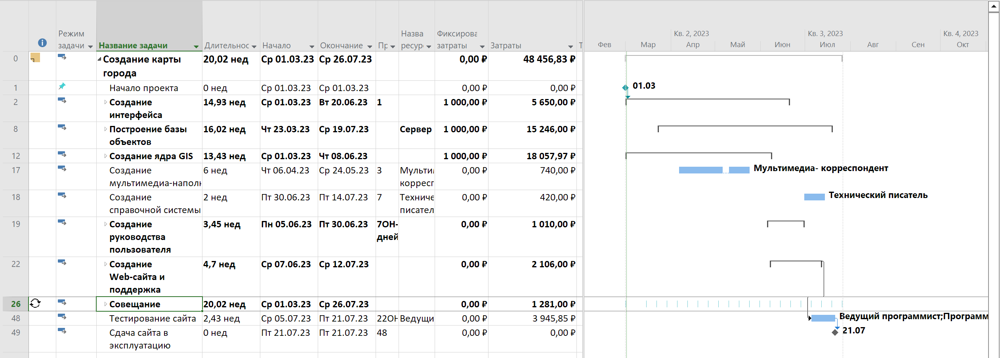 Режим задачи
Название задачи
Длительнос
Начало
Окончание
Пр
Назва ресур
Фиксирова затраты
Затраты
Кв. 2, 2023
Кв. 3, 2023
Кв. 4, 2023
Фев Мар Апр Май Июн Июл Авг Сен Окт
0 Создание карты города 20,02 нед Ср 01.03.23 Ср 26.07.23 0,00 ₽ 48 456,83 ₽
1 Начало проекта 0 нед Ср 01.03.23 Ср 01.03.23 0,00 ₽ 0,00 ₽ 01.03
2 Создание интерфейса 14,93 нед Ср 01.03.23 Вт 20.06.23 1 1 000,00 ₽ 5 650,00 ₽
8 Построение базы объектов 16,02 нед Чт 23.03.23 Ср 19.07.23 Сервер 1 000,00 ₽ 15 246,00 ₽
12 Создание ядра GIS 13,43 нед Ср 01.03.23 Чт 08.06.23 1 000,00 ₽ 18 057,97 ₽
17 Создание мультимедиа-наполн 6 нед Чт 06.04.23 Ср 24.05.23 3 Мульти корресп 0,00 ₽ 740,00 ₽ Мультимедиа- корреспондент
18 Создание справочной системы 2 нед Пт 30.06.23 Пт 14.07.23 7 Техниче писател 0,00 ₽ 420,00 ₽ Технический писатель
19 Создание руководства пользователя 3,45 нед Пн 05.06.23 Пт 30.06.23 7ОН- дней 0,00 ₽ 1 010,00 ₽
22 Создание Web-сайта и поддержка 4,7 нед Ср 07.06.23 Ср 12.07.23 0,00 ₽ 2 106,00 ₽
26 Совещание 20,02 нед Ср 01.03.23 Ср 26.07.23 0,00 ₽ 1 281,00 ₽
48 Тестирование сайта 2,43 нед Ср 05.07.23 Пт 21.07.23 22ОН Ведущи 0,00 ₽ 3 945,85 ₽ Ведущий программист;Программ
49 Сдача сайта в эксплуатацию 0 нед Пт 21.07.23 Пт 21.07.23 48 0,00 ₽ 0,00 ₽ 21.07